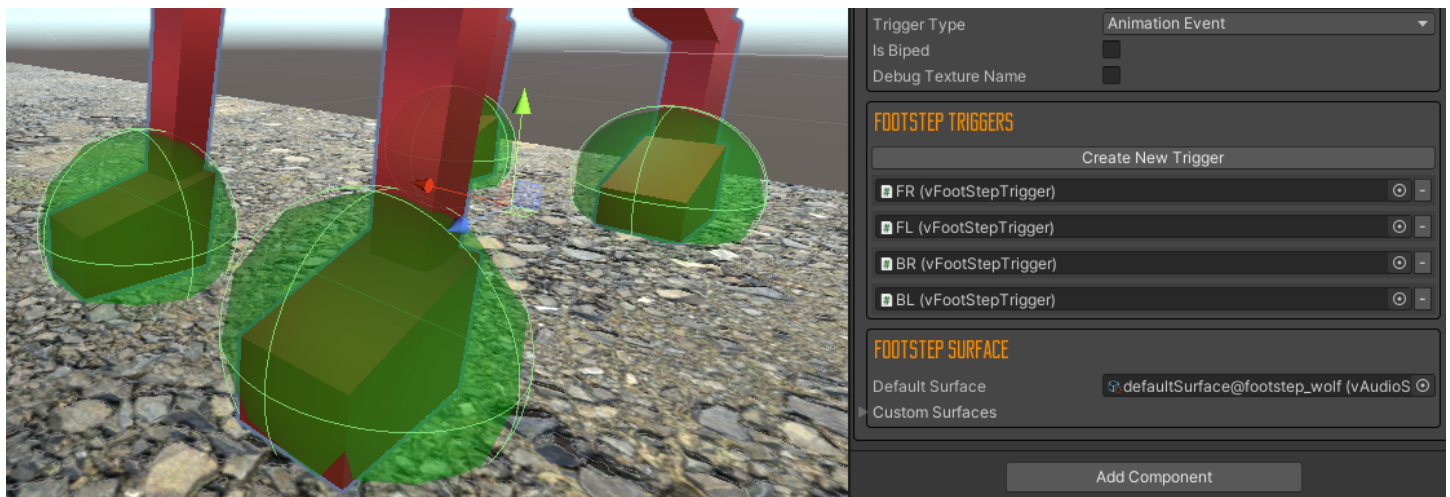 Trigger Type Animation Event
Is Biped
Debug Texture Name
FOOTSTEP TRIGGERS
Create New Trigger
FR (vFootStepTrigger)
FL (vFootStepTrigger)
BR (vFootStepTrigger)
BL (vFootStepTrigger)
FOOTSTEP SURFACE
Default Surface defaultSurface@footstep_wolf (vAudioS
Custom Surfaces
Add Component